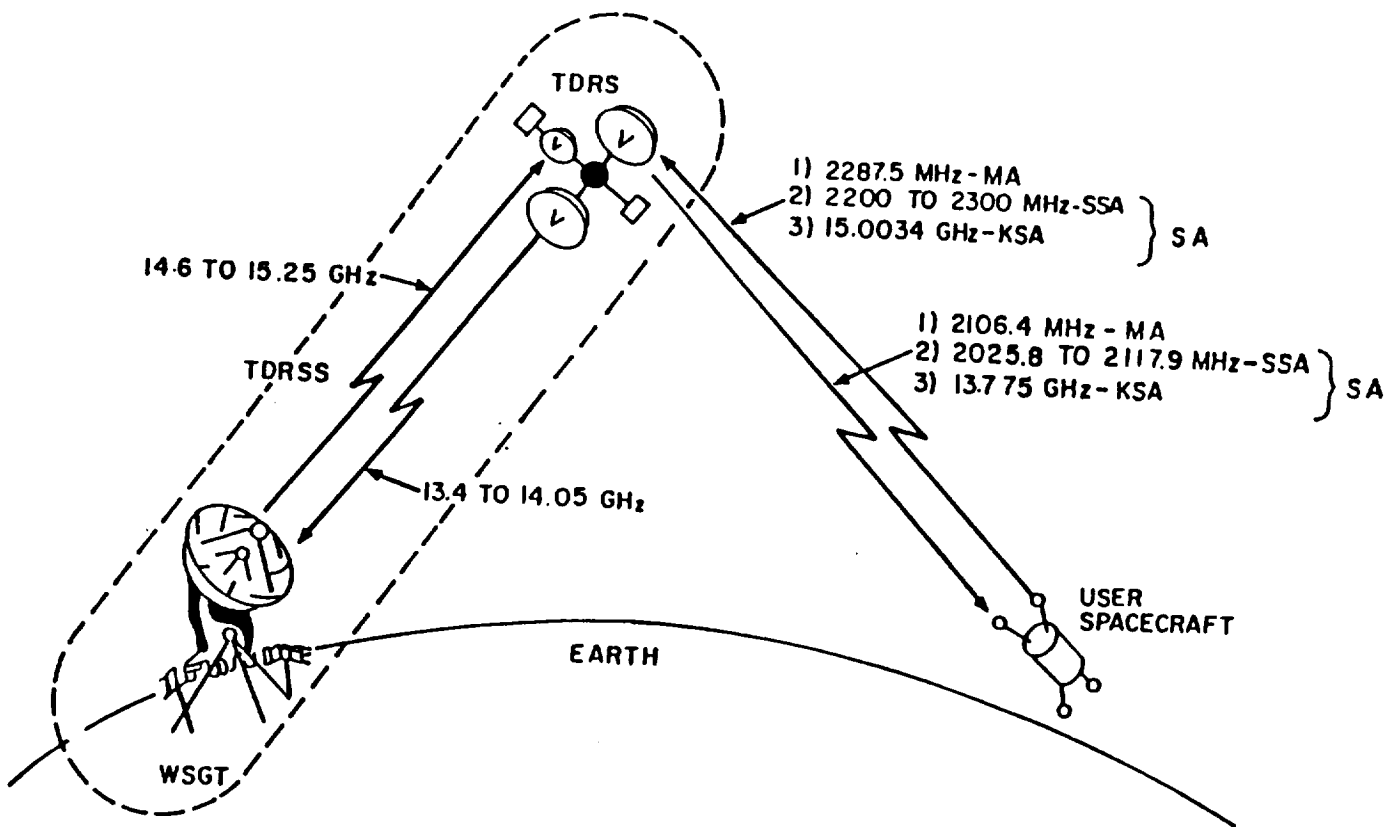 TDRS
1) 2287.5 MHz-MA
2) 2200 TO 2300 MHz-SSA
3) 15.0034 GHz-KSA
} SA
14.6 TO 15.25 GHz
1) 2106.4 MHz - MA
2) 2025.8 TO 2117.9 MHz-SSA
3) 13.775 GHz-KSA
} SA
TDRSS
13.4 TO 14.05 GHz
USER
SPACECRAFT
EARTH
WSGT